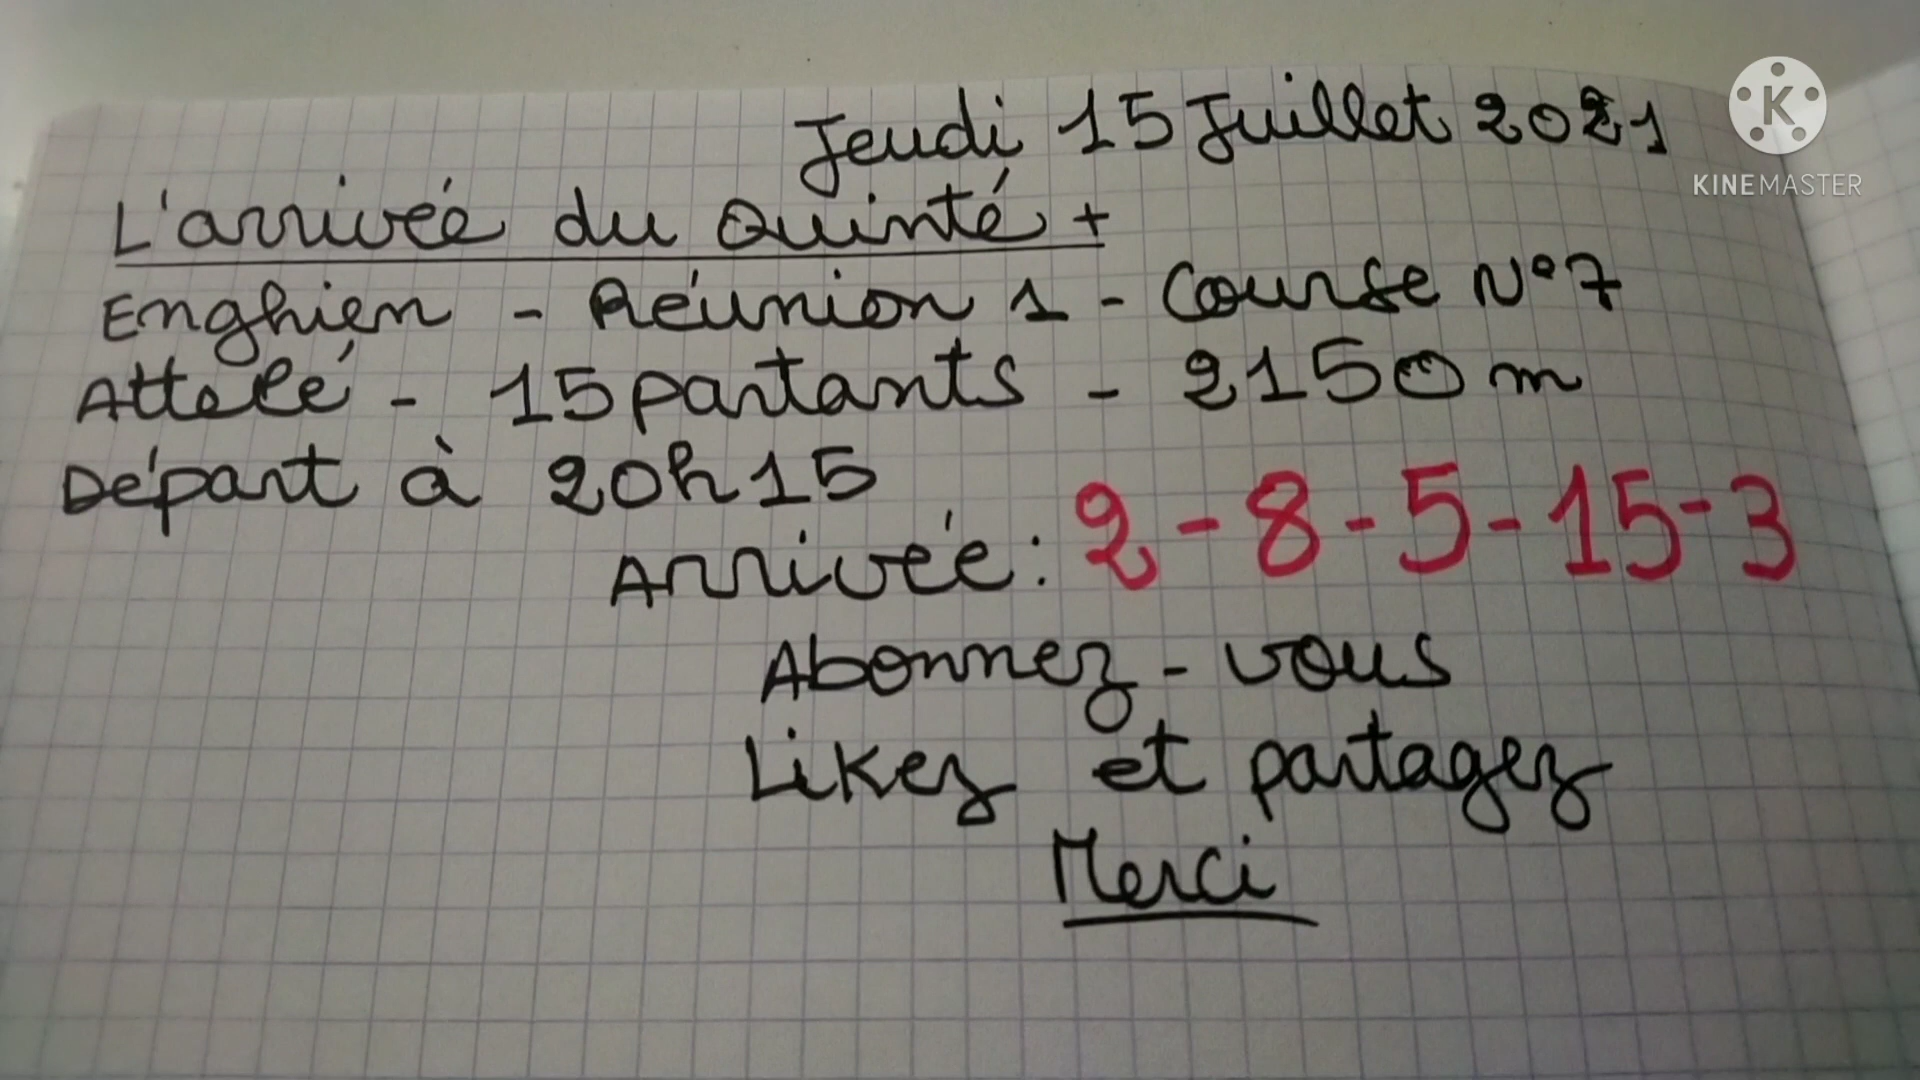 Jeudi 15 Juillet 2021
L'arrivée du Quinté +
Enghien - Réunion 1 - Course N°7
Attelé - 15 partants - 2150 m
Départ à 20h15
Arrivée : 2 - 8 - 5 - 15 - 3
Abonnez - vous
Likez et partagez
Merci
K
KINEMASTER